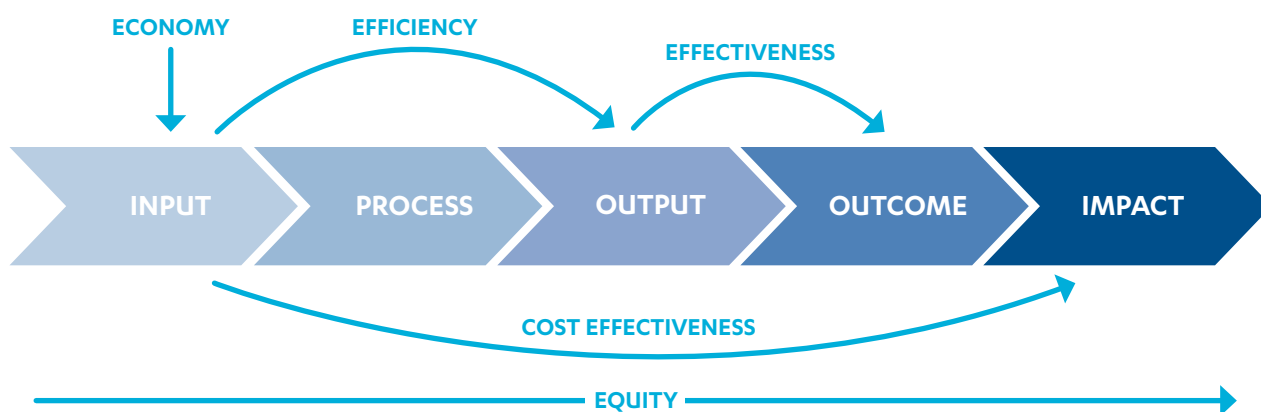 ECONOMY
EFFICIENCY
EFFECTIVENESS
INPUT
PROCESS
OUTPUT
OUTCOME
IMPACT
COST EFFECTIVENESS
EQUITY